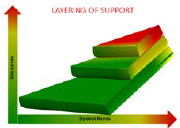 LAYERING OF SUPPORT
Student Needs